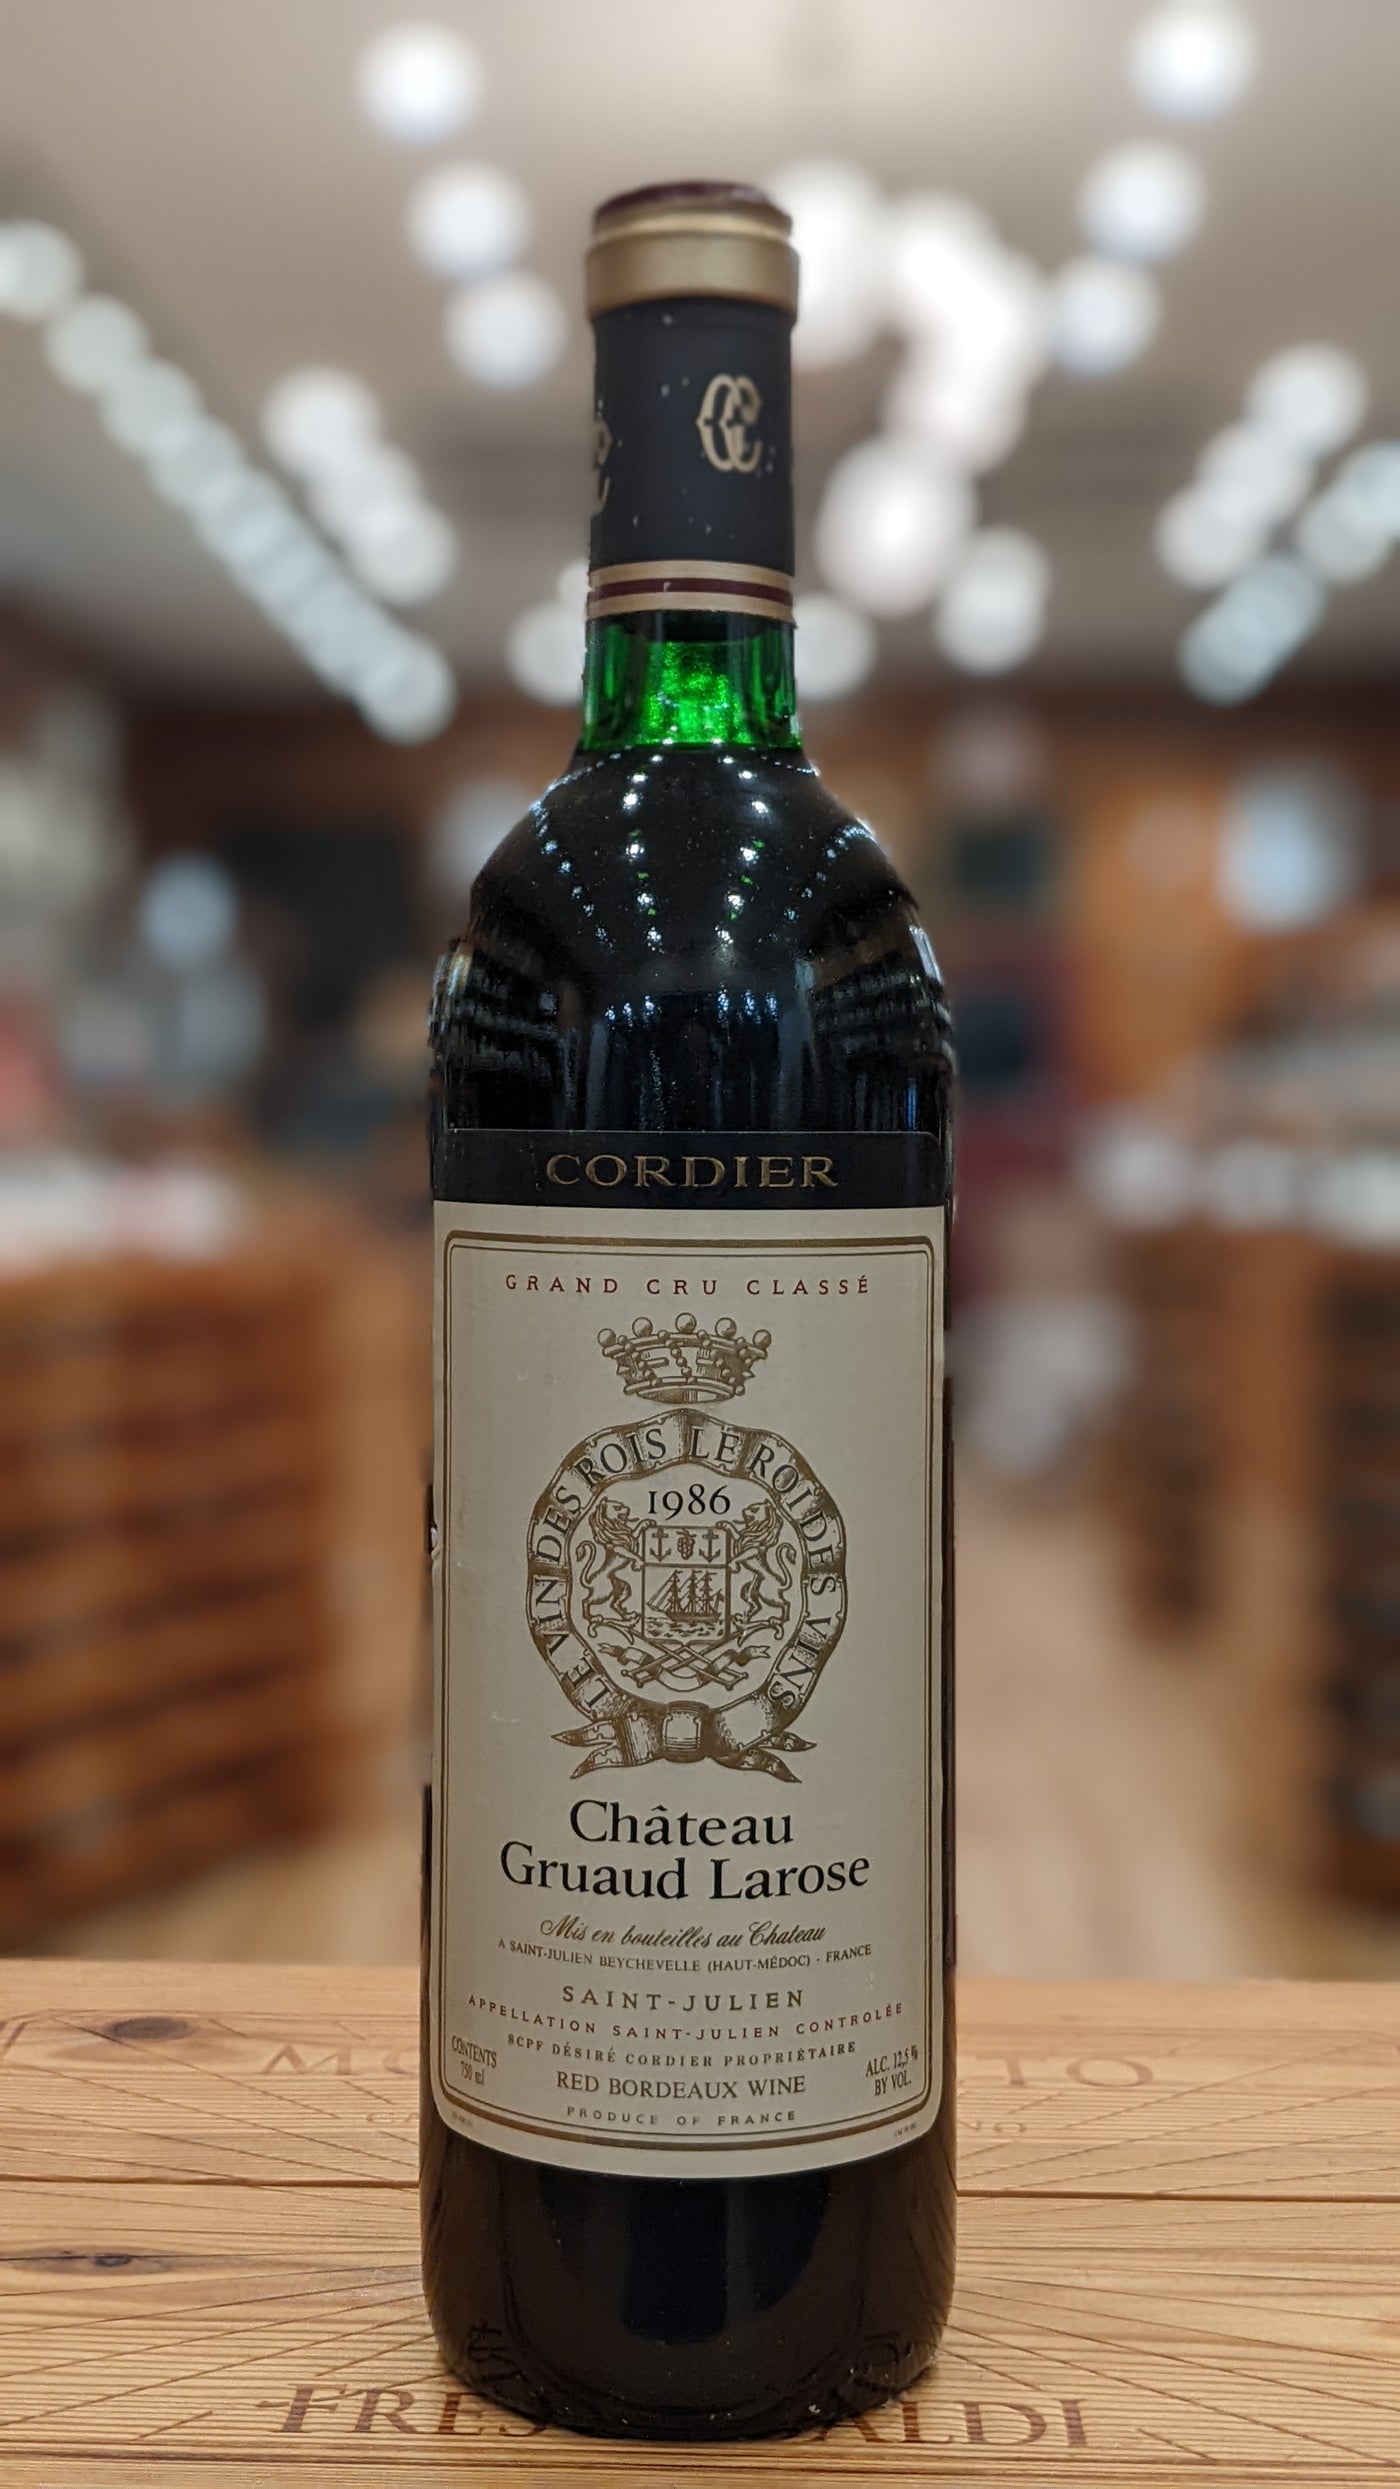 CORDIER
GRAND CRU CLASSÉ
LE VIN DES ROIS LE ROI DES VINS
1986
Château
Gruaud Larose
Mis en bouteilles au Chateau
A SAINT-JULIEN BEYCHEVELLE (HAUT-MÉDOC) - FRANCE
SAINT-JULIEN
APPELLATION SAINT-JULIEN CONTROLÉE
SCPF DÉSIRÉ CORDIER PROPRIÉTAIRE
CONTENTS
750 ml
RED BORDEAUX WINE
ALC. 12,5 %
BY VOL.
PRODUCE OF FRANCE